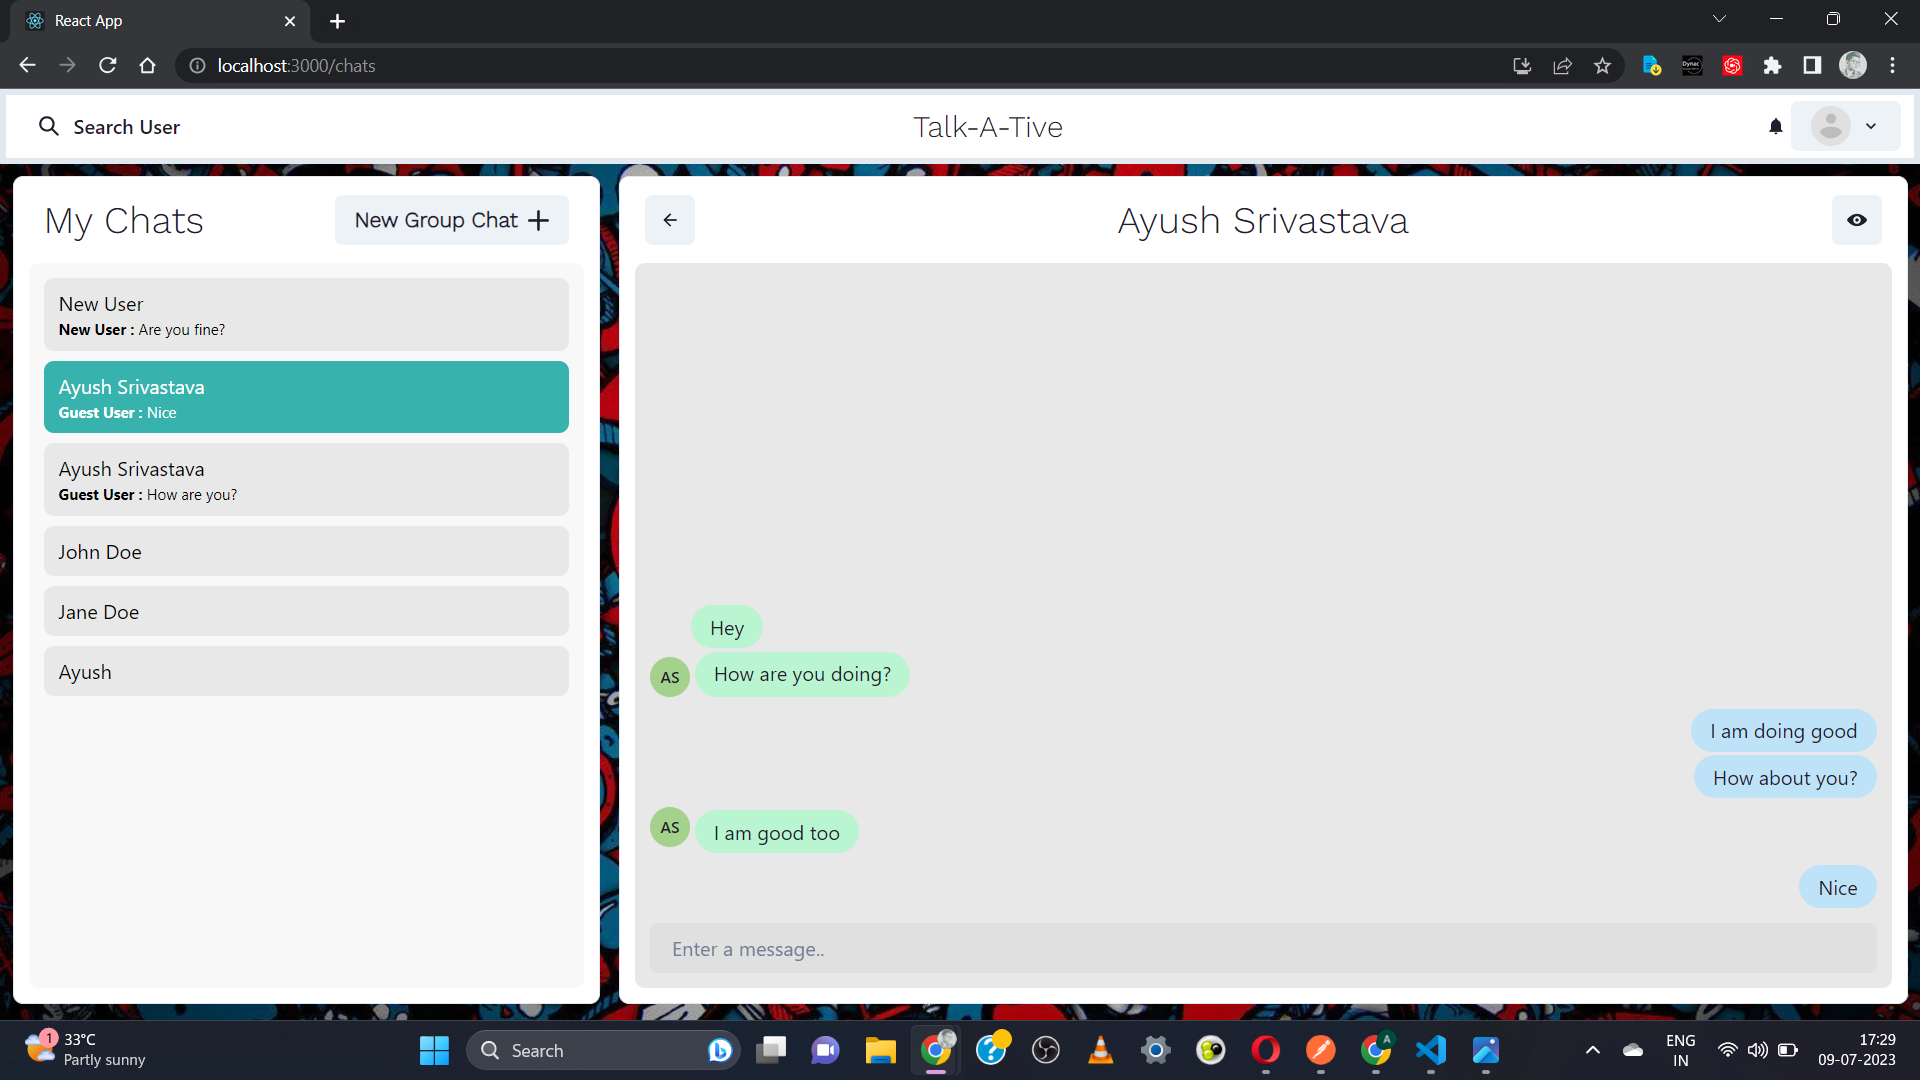 React App
localhost:3000/chats
Dynac
Search User
Talk-A-Tive
My Chats
New Group Chat
New User
New User : Are you fine?
Ayush Srivastava
Guest User : Nice
Ayush Srivastava
Guest User : How are you?
John Doe
Jane Doe
Ayush
Ayush Srivastava
Hey
AS
How are you doing?
I am doing good
How about you?
AS
I am good too
Nice
Enter a message..
1
33°C
Partly sunny
Search
A
ENG
IN
17:29
09-07-2023